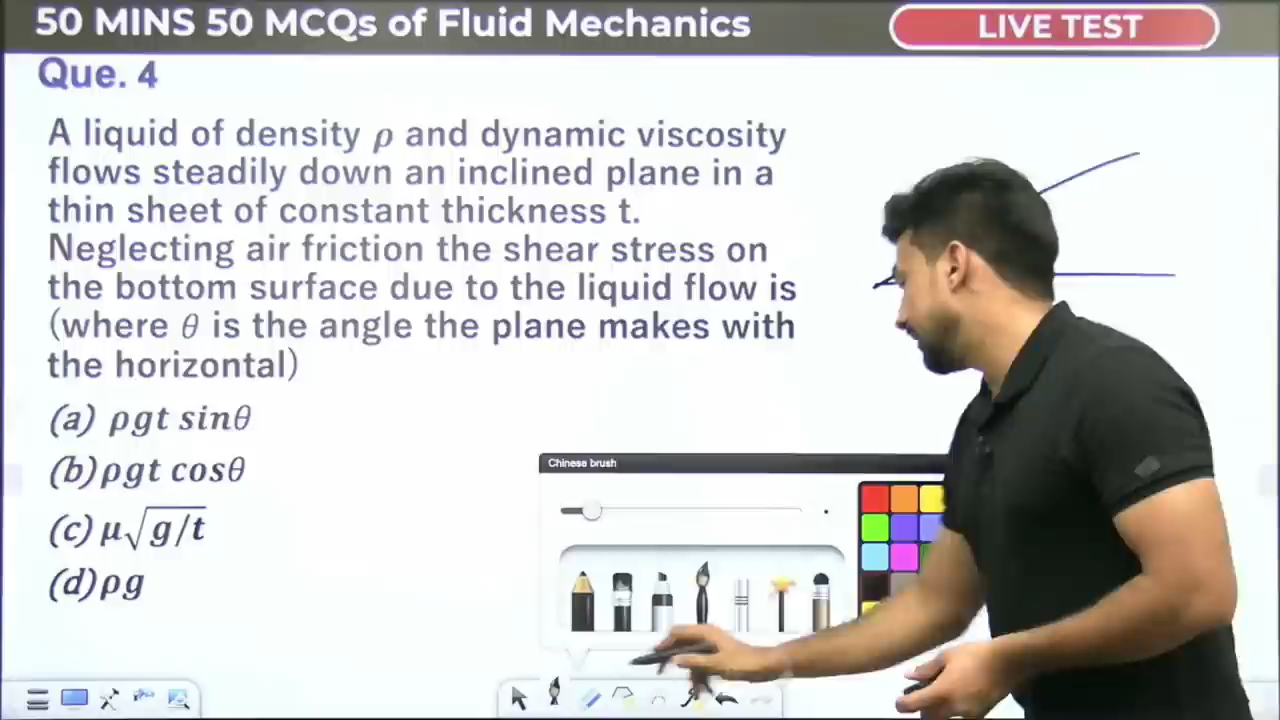 50 MINS 50 MCQs of Fluid Mechanics
LIVE TEST
Que. 4
A liquid of density ρ and dynamic viscosity
flows steadily down an inclined plane in a
thin sheet of constant thickness t.
Neglecting air friction the shear stress on
the bottom surface due to the liquid flow is
(where θ is the angle the plane makes with
the horizontal)
(a) ρgt sinθ
(b)ρgt cosθ
(c) μ√g/t
(d)ρg
Chinese brush